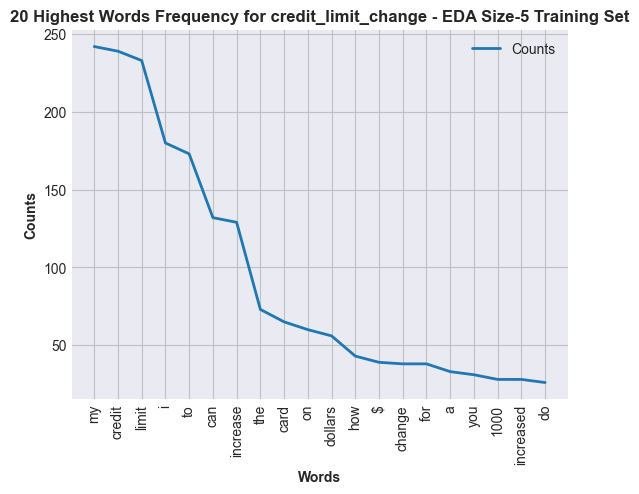 20 Highest Words Frequency for credit_limit_change - EDA Size-5 Training Set
Counts
250
200
150
100
50
Counts
my
credit
limit
i
to
can
increase
the
card
on
dollars
how
$
change
for
a
you
1000
increased
do
Words